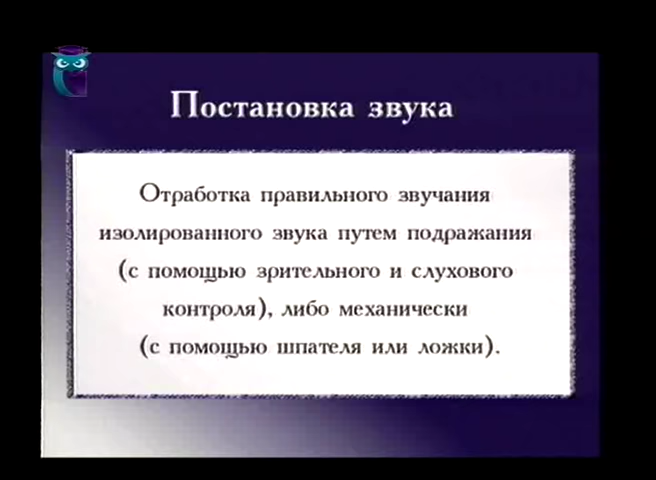 Постановка звука
Отработка правильного звучания
изолированного звука путем подражания
(с помощью зрительного и слухового
контроля), либо механически
(с помощью шпателя или ложки).